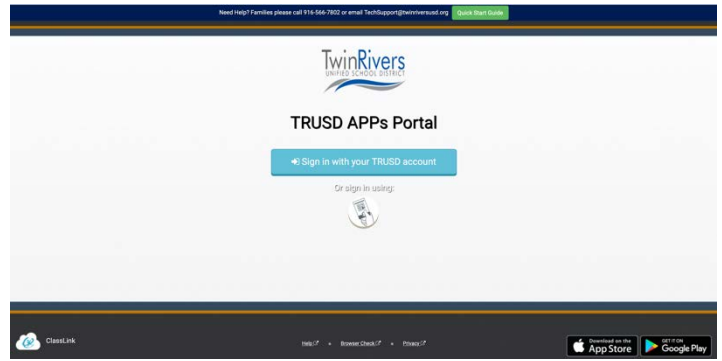 Need Help? Families please call 916-566-7802 or email TechSupport@twinriversusd.org Quick Start Guide
TwinRivers
UNIFIED SCHOOL DISTRICT
TRUSD APPs Portal
Sign in with your TRUSD account
Or sign in using:
ClassLink
Help
Browser Check
Privacy
Download on the
App Store
GET IT ON
Google Play